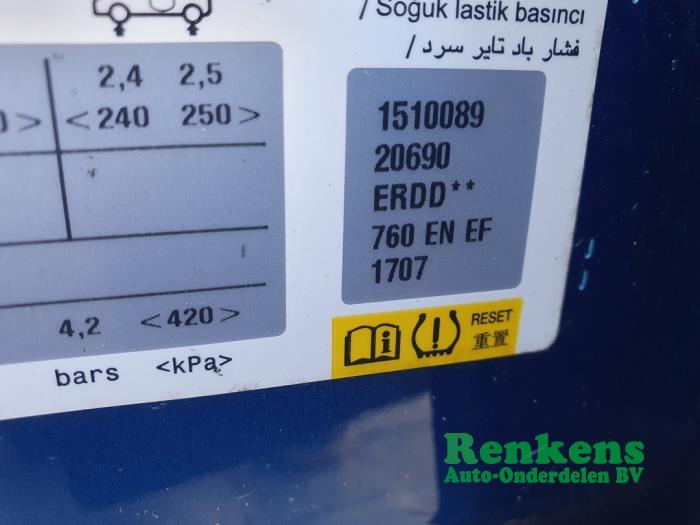 / Soğuk lastik basıncı
فشار باد تایر سرد /
2,4 2,5
<240 250>
4,2 <420>
bars <kPa>
1510089
20690
ERDD**
760 EN EF
1707
RESET
重置
Renkens
Auto-Onderdelen BV